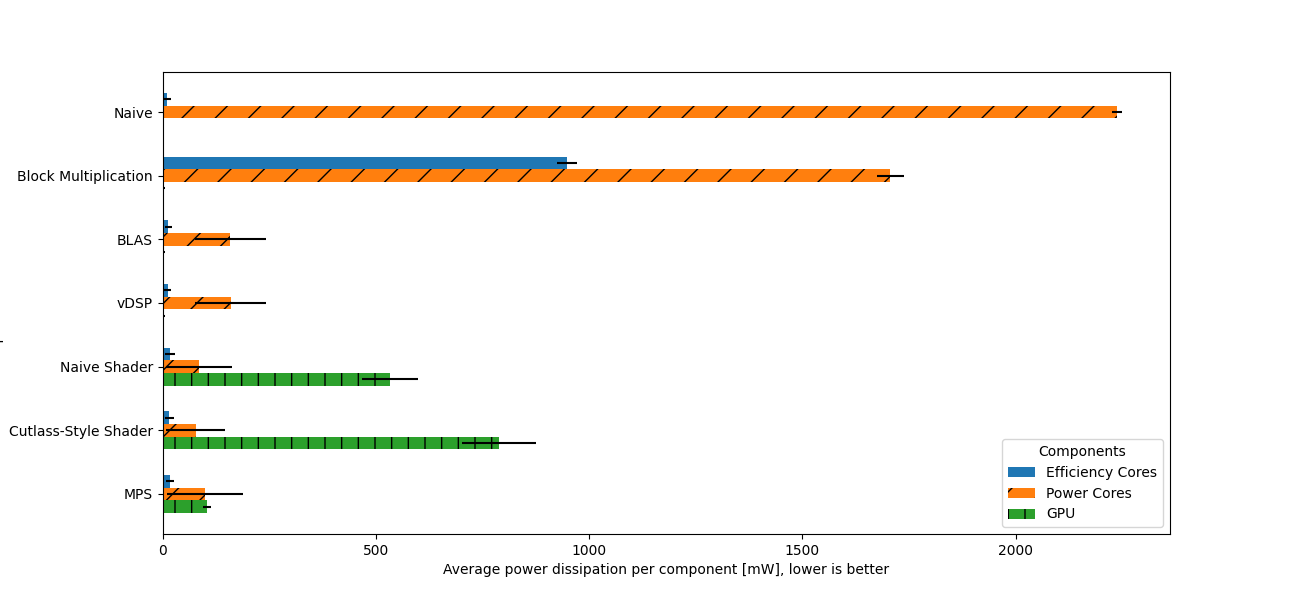 Naive
Block Multiplication
BLAS
vDSP
Naive Shader
Cutlass-Style Shader
MPS
Components
Efficiency Cores
Power Cores
GPU
0 500 1000 1500 2000
Average power dissipation per component [mW], lower is better